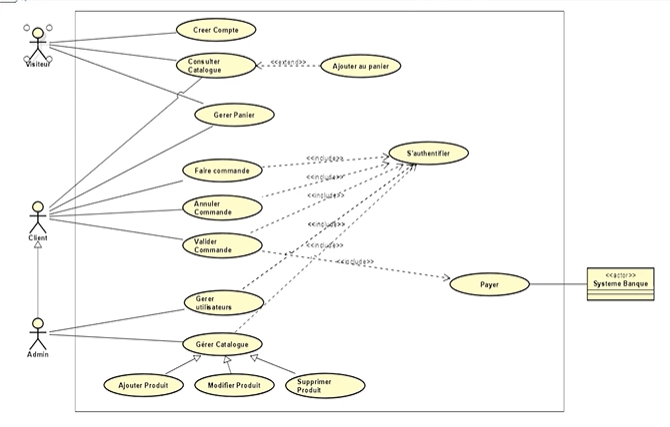 Creer Compte
Visiteur
Consulter
Catalogue
<<extend>>
Ajouter au panier
Gerer Panier
S'authentifier
<<include>>
Faire commande
<<include>>
<<include>>
Annuler
Commande
Client
<<include>>
Valider
Commande
<<include>>
<<include>>
Payer
<<actor>>
Systeme Banque
Gerer
utilisateurs
Gérer Catalogue
Admin
Ajouter Produit
Modifier Produit
Supprimer
Produit